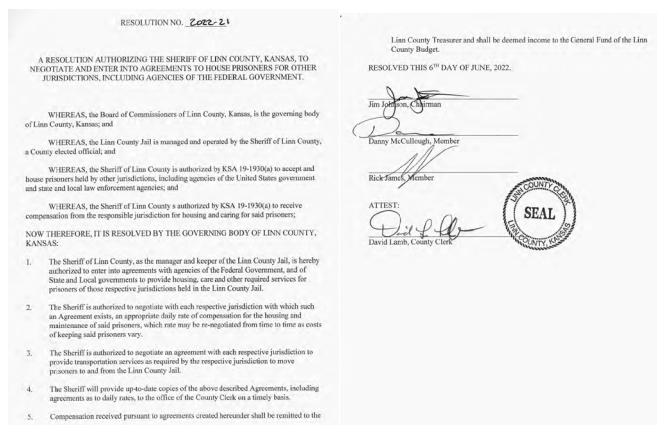 RESOLUTION NO. 2022-21
A RESOLUTION AUTHORIZING THE SHERIFF OF LINN COUNTY, KANSAS, TO
NEGOTIATE AND ENTER INTO AGREEMENTS TO HOUSE PRISONERS FOR OTHER
JURISDICTIONS, INCLUDING AGENCIES OF THE FEDERAL GOVERNMENT.
WHEREAS, the Board of Commissioners of Linn County, Kansas, is the governing body
of Linn County, Kansas; and
WHEREAS, the Linn County Jail is managed and operated by the Sheriff of Linn County,
a County elected official; and
WHEREAS, the Sheriff of Linn County is authorized by KSA 19-1930(a) to accept and
house prisoners held by other jurisdictions, including agencies of the United States government
and state and local law enforcement agencies; and
WHEREAS, the Sheriff of Linn County s authorized by KSA 19-1930(a) to receive
compensation from the responsible jurisdiction for housing and caring for said prisoners;
NOW THEREFORE, IT IS RESOLVED BY THE GOVERNING BODY OF LINN COUNTY,
KANSAS:
1. The Sheriff of Linn County, as the manager and keeper of the Linn County Jail, is hereby
authorized to enter into agreements with agencies of the Federal Government, and of
State and Local governments to provide housing, care and other required services for
prisoners of those respective jurisdictions held in the Linn County Jail.
2. The Sheriff is authorized to negotiate with each respective jurisdiction with which such
an Agreement exists, an appropriate daily rate of compensation for the housing and
maintenance of said prisoners, which rate may be re-negotiated from time to time as costs
of keeping said prisoners vary.
3. The Sheriff is authorized to negotiate an agreement with each respective jurisdiction to
provide transportation services as required by the respective jurisdiction to move
prisoners to and from the Linn County Jail.
4. The Sheriff will provide up-to-date copies of the above described Agreements, including
agreements as to daily rates, to the office of the County Clerk on a timely basis.
5. Compensation received pursuant to agreements created hereunder shall be remitted to the
Linn County Treasurer and shall be deemed income to the General Fund of the Linn
County Budget.
RESOLVED THIS 6TH DAY OF JUNE, 2022.
Jim Johnson, Chairman
Danny McCullough, Member
Rick James, Member
ATTEST:
David Lamb, County Clerk
LINN COUNTY CLERK
SEAL
LINN COUNTY, KANSAS